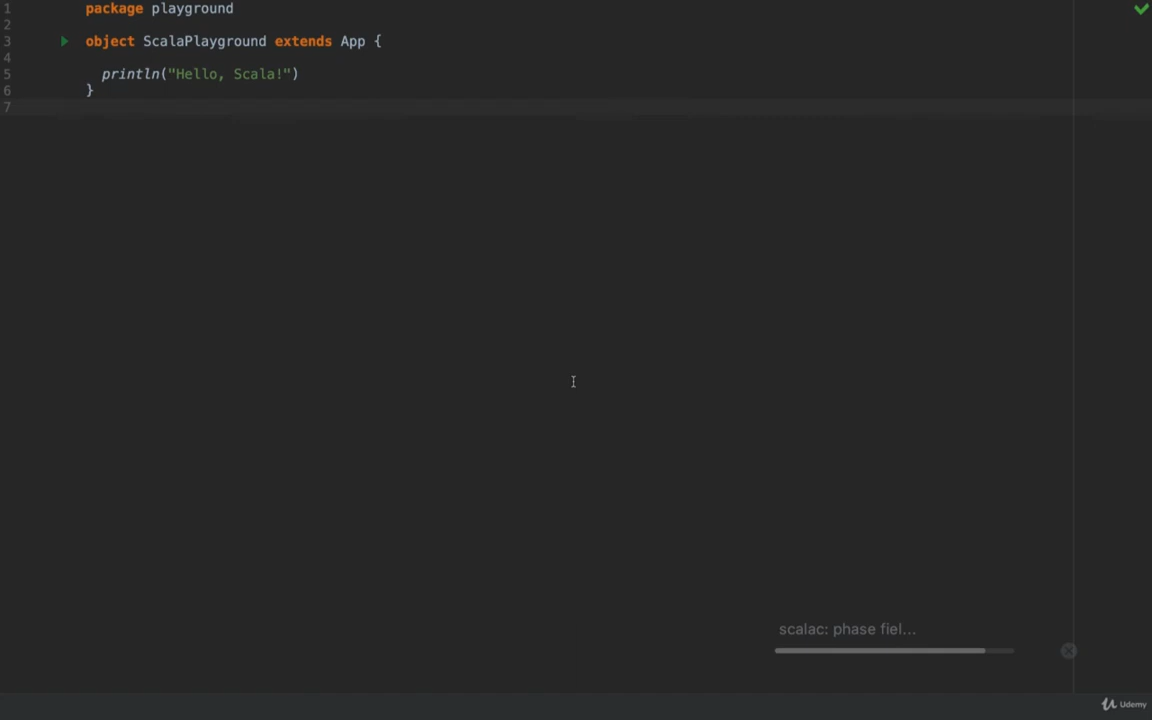 1 package playground
2
3 object ScalaPlayground extends App {
4
5 println("Hello, Scala!")
6 }
7
scalac: phase fiel...
Udemy